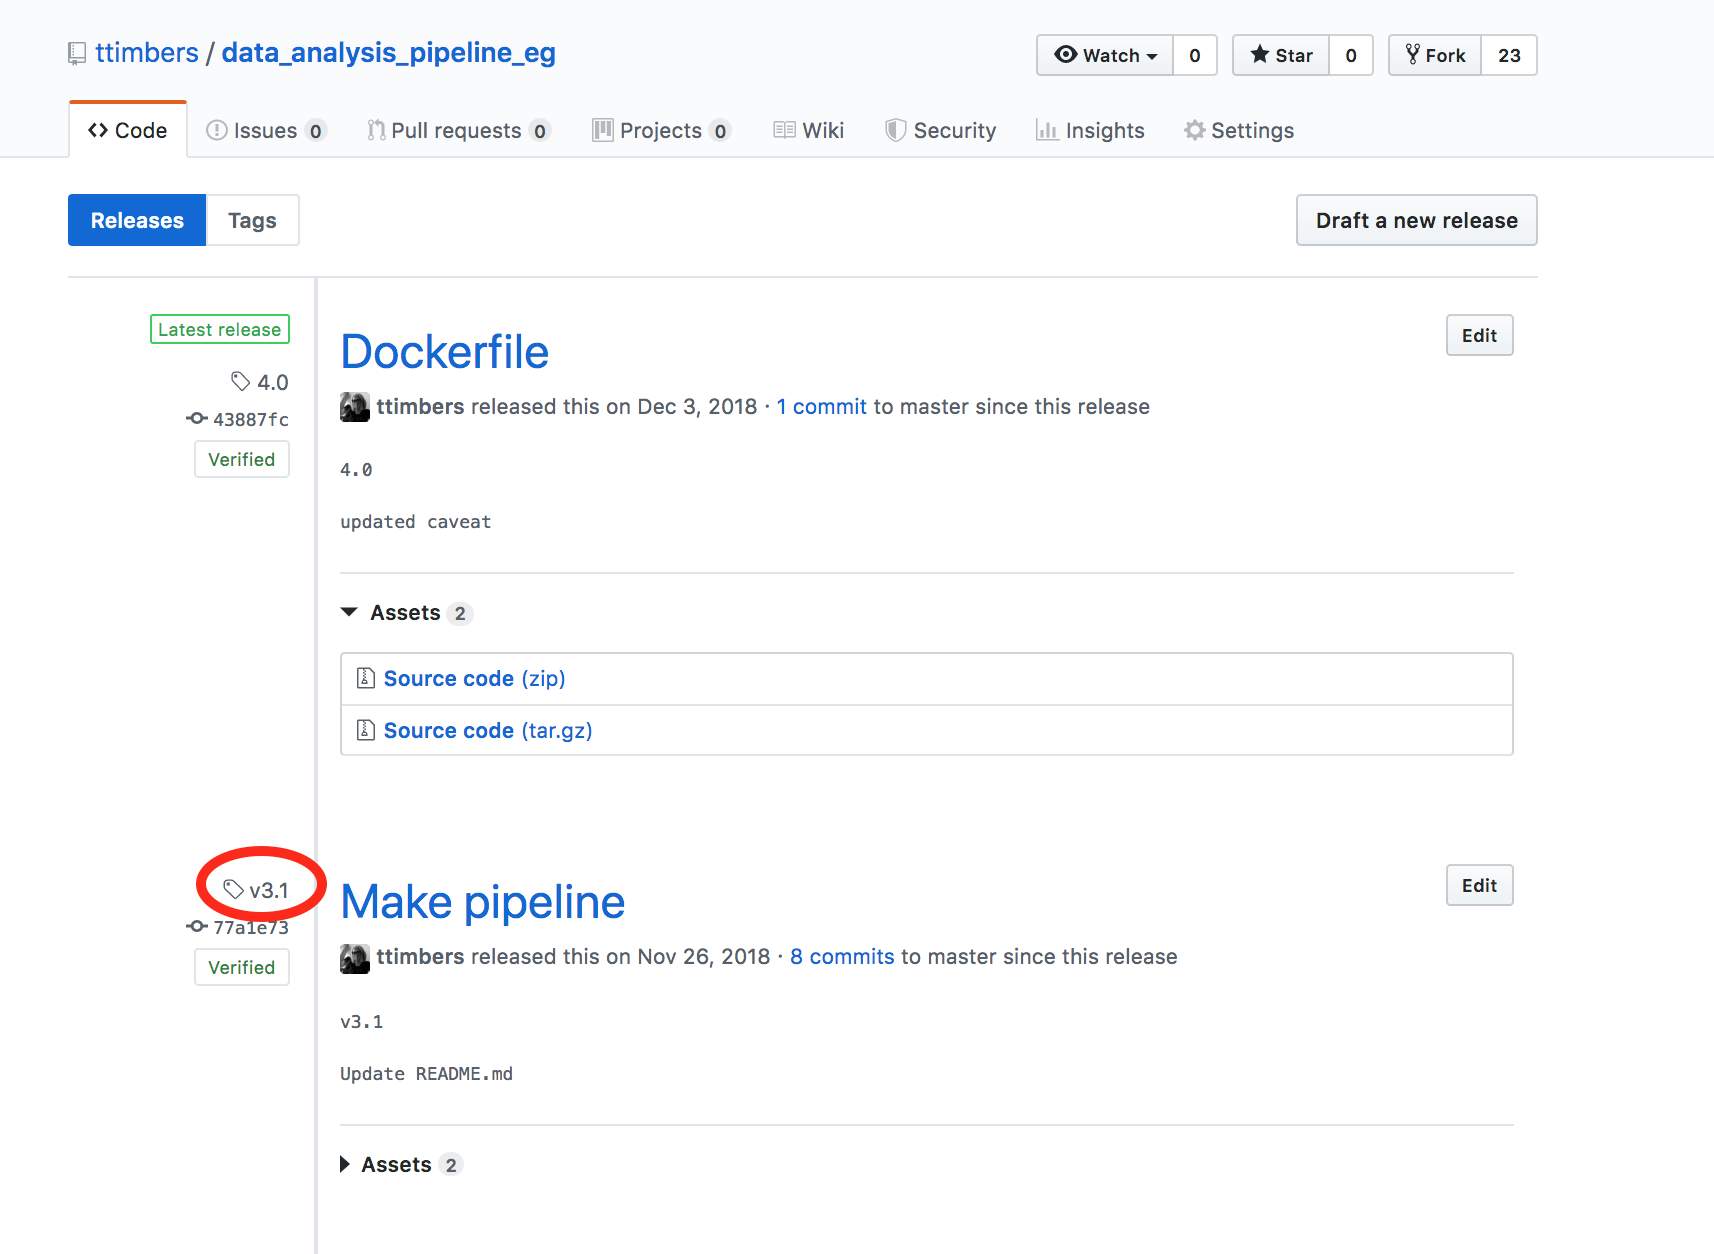 ttimbers / data_analysis_pipeline_eg
Watch 0 Star 0 Fork 23
Code Issues 0 Pull requests 0 Projects 0 Wiki Security Insights Settings
Releases Tags Draft a new release
Latest release
4.0
43887fc
Verified
Dockerfile
Edit
ttimbers released this on Dec 3, 2018 · 1 commit to master since this release
4.0
updated caveat
Assets 2
Source code (zip)
Source code (tar.gz)
v3.1
77a1e73
Verified
Make pipeline
Edit
ttimbers released this on Nov 26, 2018 · 8 commits to master since this release
v3.1
Update README.md
Assets 2